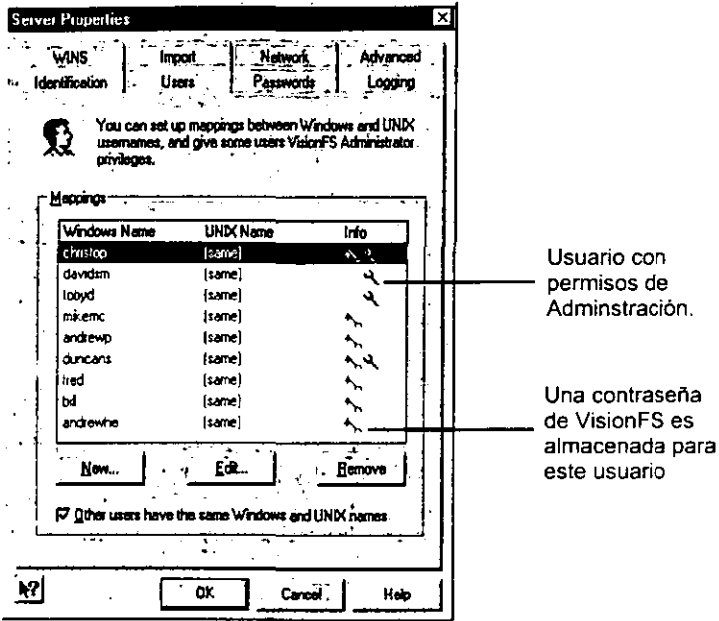 Server Properties
WINS Import Network Advanced
Identification Users Passwords Logging
You can set up mappings between Windows and UNIX
usernames, and give some users VisionFS Administrator
privileges.
Mappings
Windows Name UNIX Name Info
christop (same)
davidsm (same)
tobyd (same)
mikemc (same)
andrewp (same)
duncans (same)
fred (same)
bill (same)
andrewhe (same)
New... Edit... Remove
Other users have the same Windows and UNIX names
OK Cancel Help
Usuario con
permisos de
Adminstración.
Una contraseña
de VisionFS es
almacenada para
este usuario